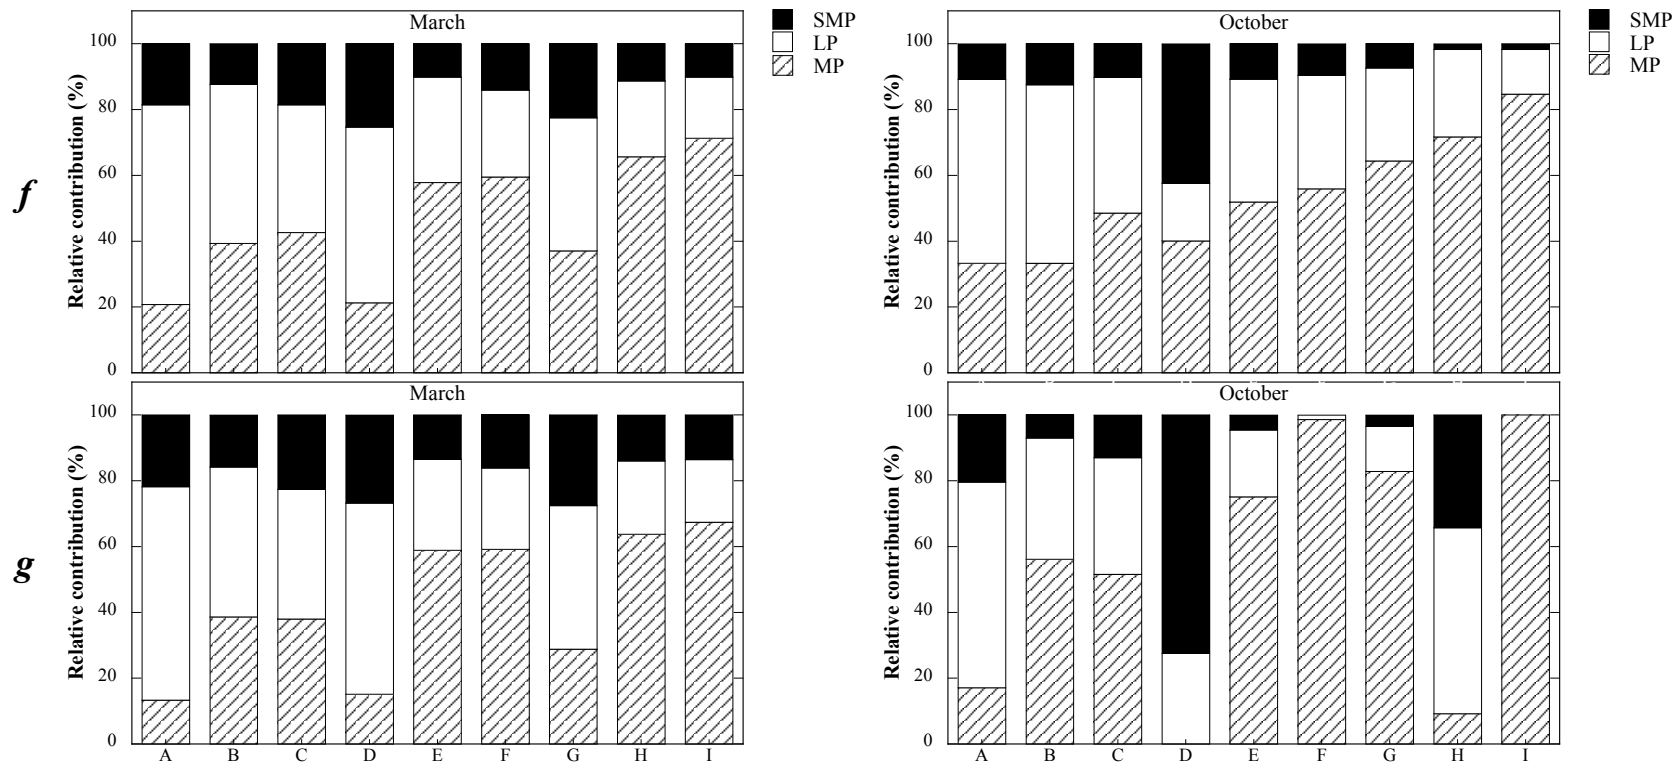 March
SMP
LP
MP
100
80
60
40
20
0
Relative contribution (%)
f
October
SMP
LP
MP
100
80
60
40
20
0
Relative contribution (%)
March
100
80
60
40
20
0
Relative contribution (%)
g
A B C D E F G H I
October
100
80
60
40
20
0
Relative contribution (%)
A B C D E F G H I